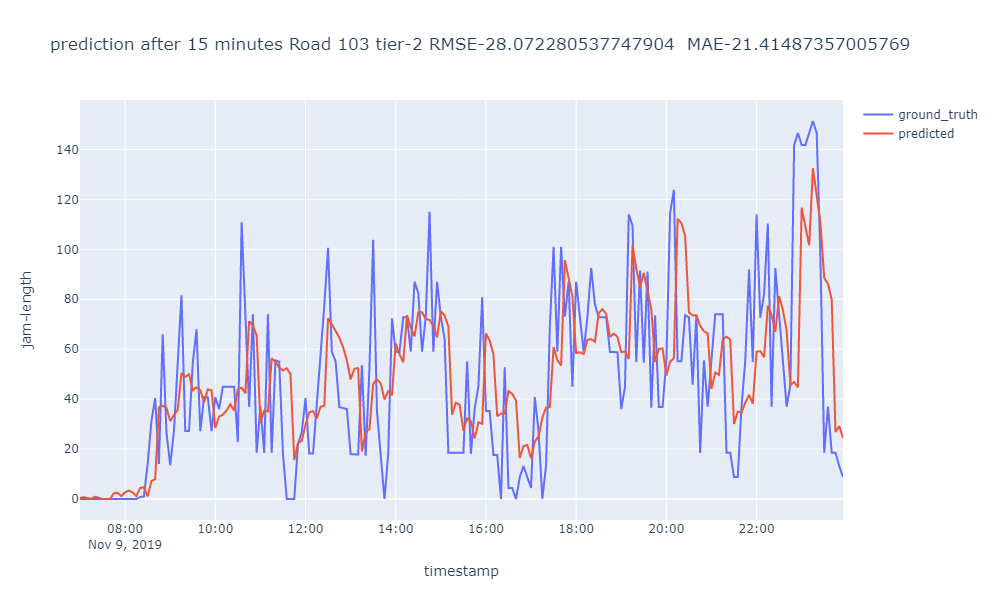 prediction after 15 minutes Road 103 tier-2 RMSE-28.072280537747904  MAE-21.41487357005769
ground_truth
predicted
140
120
100
80
60
40
20
0
jam-length
08:00 10:00 12:00 14:00 16:00 18:00 20:00 22:00
Nov 9, 2019
timestamp